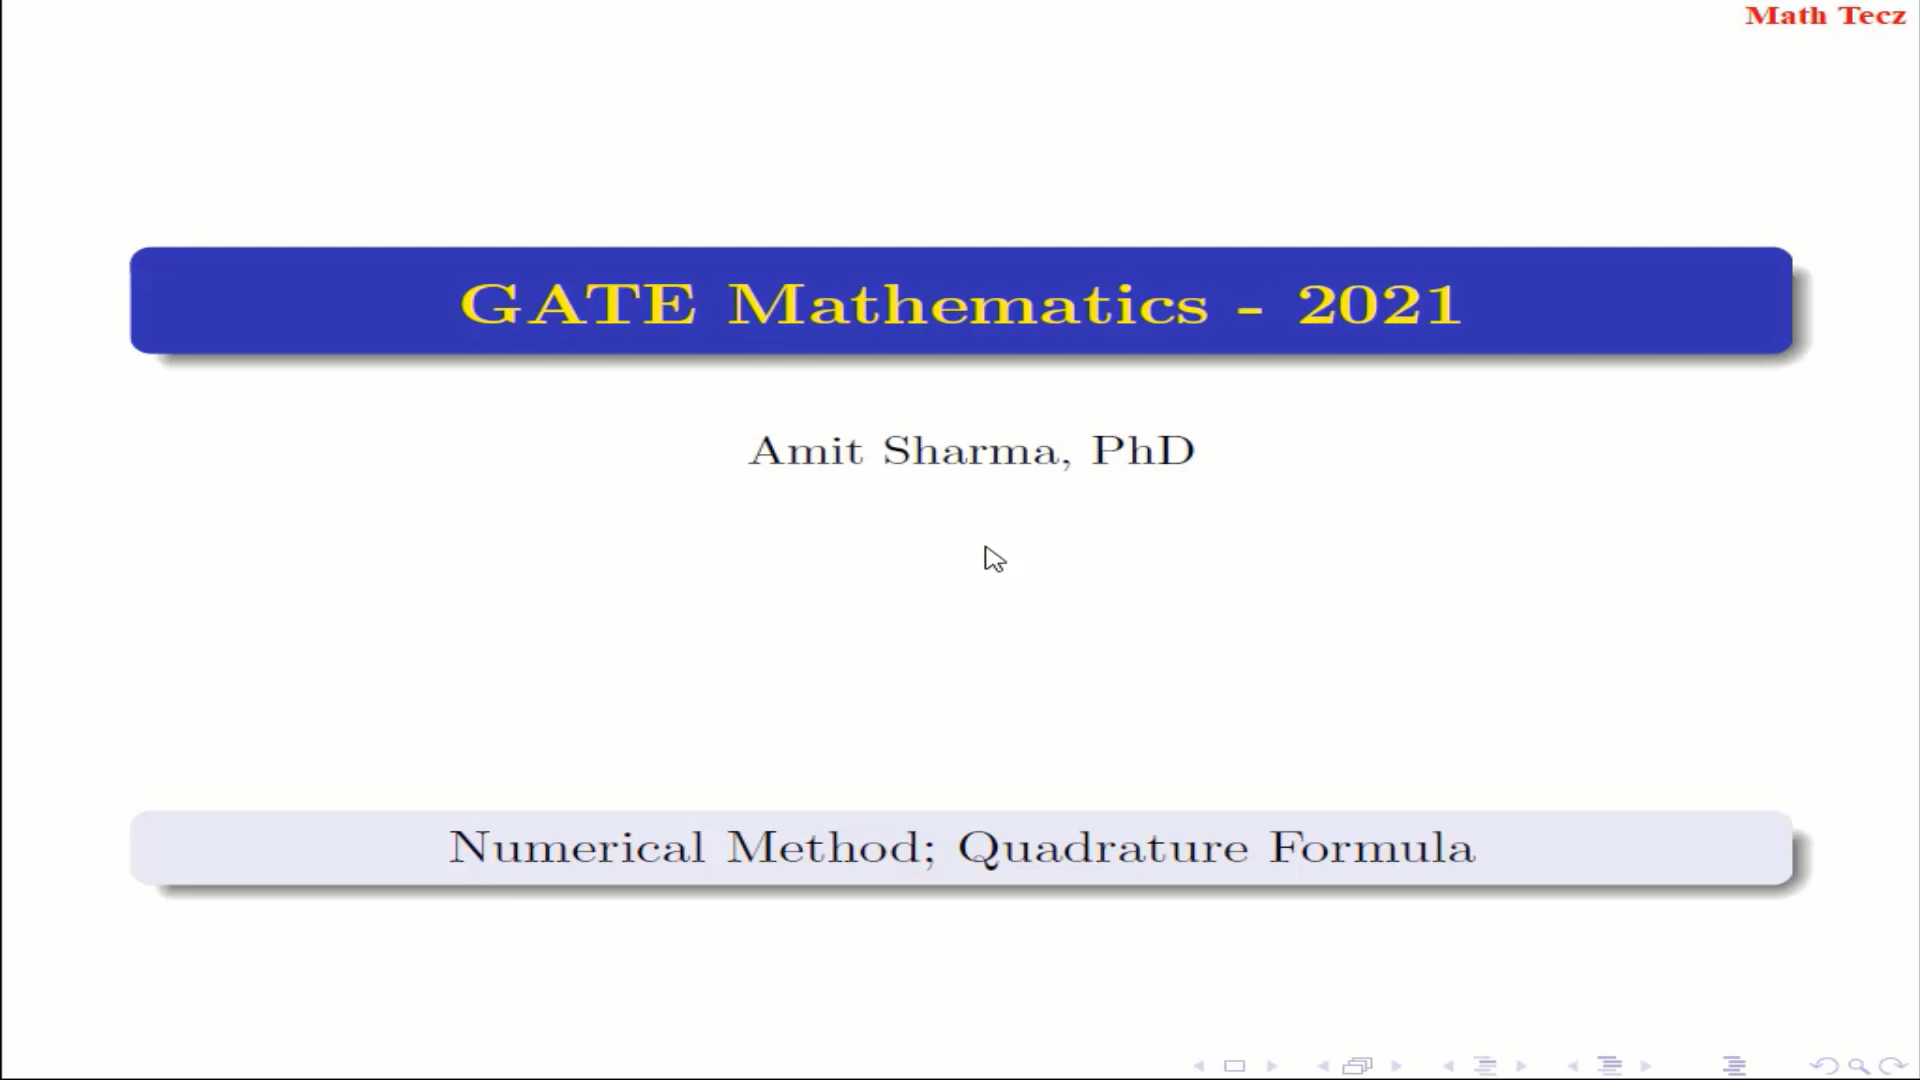 Math Tecz
GATE Mathematics - 2021
Amit Sharma, PhD
Numerical Method; Quadrature Formula